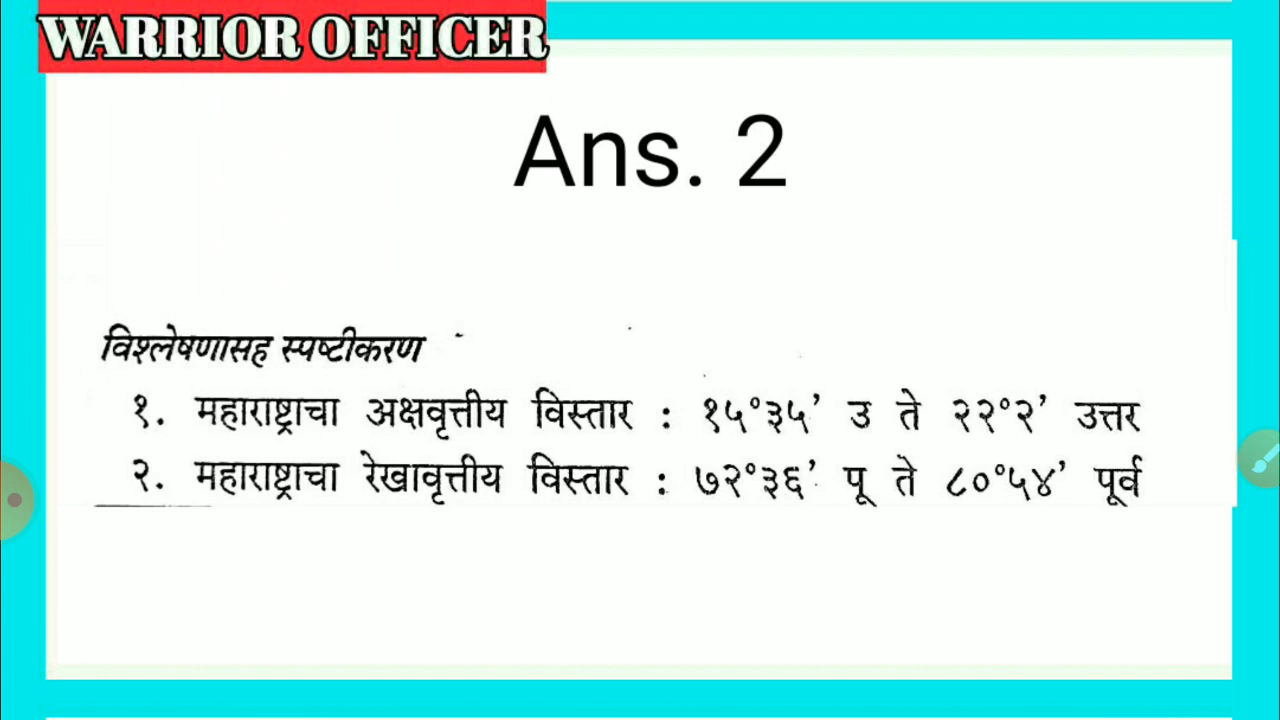 WARRIOR OFFICER
Ans. 2
विश्लेषणासह स्पष्टीकरण
१. महाराष्ट्राचा अक्षवृत्तीय विस्तार : १५°३५’ उ ते २२°२’ उत्तर
२. महाराष्ट्राचा रेखावृत्तीय विस्तार : ७२°३६’ पू ते ८०°५४’ पूर्व